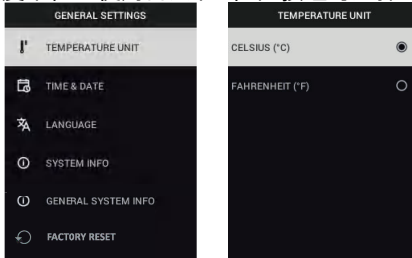 GENERAL SETTINGS
TEMPERATURE UNIT
TIME & DATE
LANGUAGE
SYSTEM INFO
GENERAL SYSTEM INFO
FACTORY RESET
TEMPERATURE UNIT
CELSIUS (°C)
FAHRENHEIT (°F)